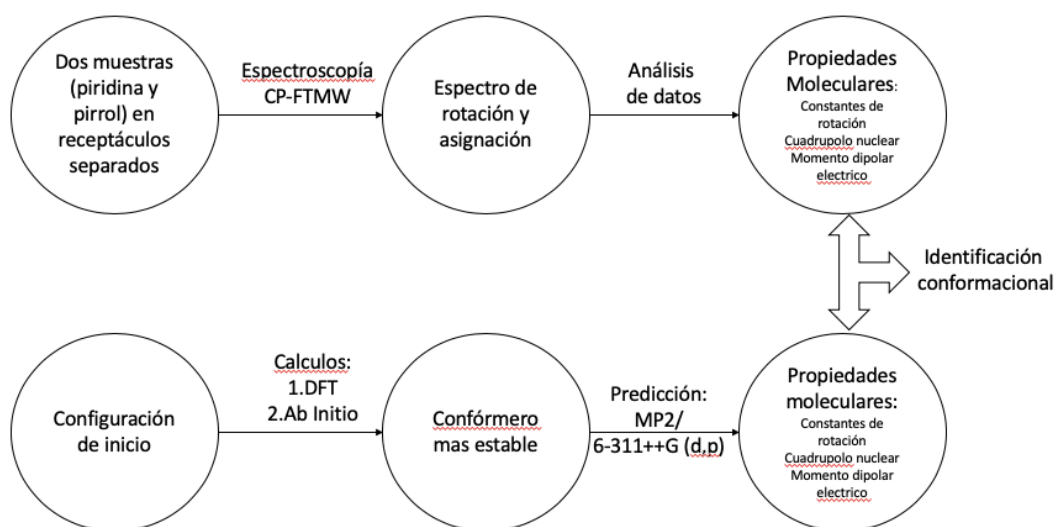 Dos muestras
(piridina y
pirrol) en
receptáculos
separados
Espectroscopía
CP-FTMW
Espectro de
rotación y
asignación
Análisis
de datos
Propiedades
Moleculares:
Constantes de
rotación
Cuadrupolo nuclear
Momento dipolar
electrico
Identificación
conformacional
Configuración
de inicio
Calculos:
1.DFT
2.Ab Initio
Confórmero
mas estable
Predicción:
MP2/
6-311++G (d,p)
Propiedades
moleculares:
Constantes de
rotación
Cuadrupolo nuclear
Momento dipolar
electrico